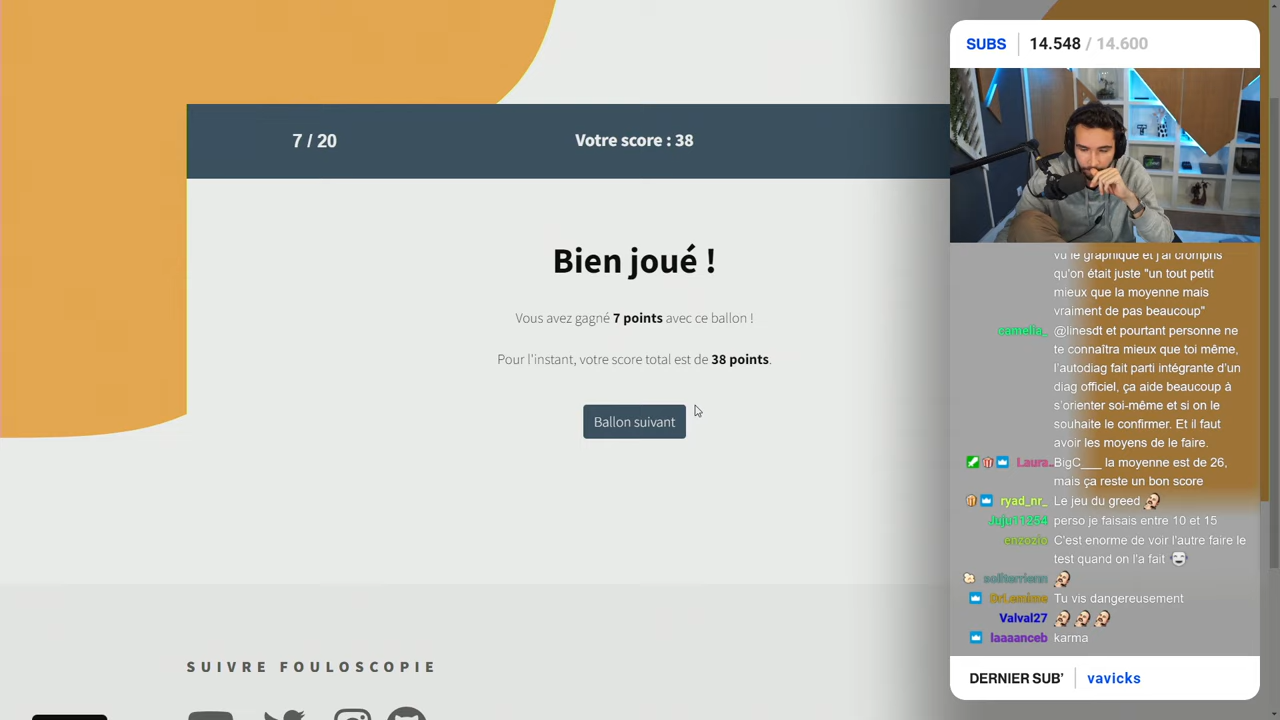 7 / 20
Votre score : 38
Bien joué !
Vous avez gagné 7 points avec ce ballon !
Pour l'instant, votre score total est de 38 points.
Ballon suivant
SUIVRE FOULOSCOPIE
SUBS 14.548 / 14.600
vu le graphique et j'ai compris
qu'on était juste "un tout petit
mieux que la moyenne mais
vraiment de pas beaucoup"
camelia_ @linesdt et pourtant personne ne
te connaîtra mieux que toi même,
l'autodiag fait parti intégrante d'un
diag officiel, ça aide beaucoup à
s'orienter soi-même et si on le
souhaite le confirmer. Et il faut
avoir les moyens de le faire.
Laura_ BigC___ la moyenne est de 26,
mais ça reste un bon score
ryad_nr_ Le jeu du greed
Juju11254 perso je faisais entre 10 et 15
enzozio C'est enorme de voir l'autre faire le
test quand on l'a fait
soliterrienn
DrLemime Tu vis dangereusement
Valval27
laaaanceb karma
DERNIER SUB' vavicks